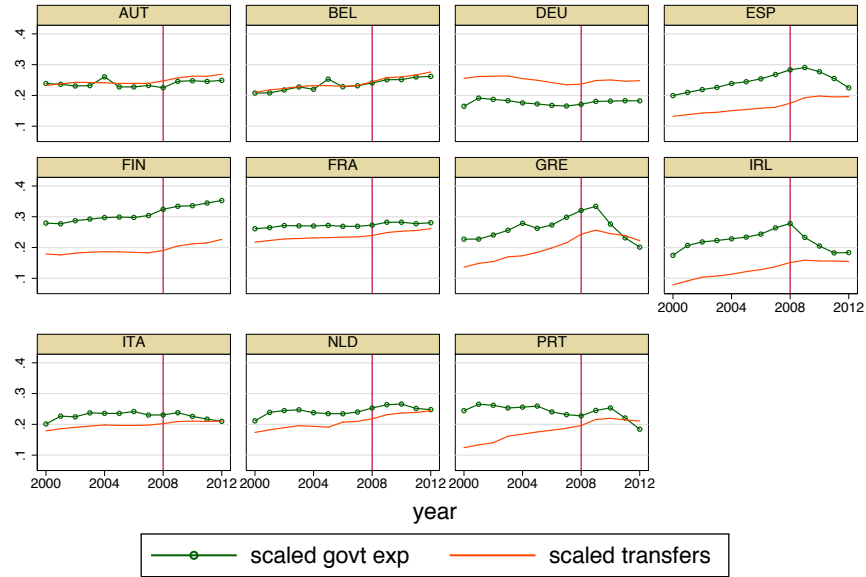 AUT BEL DEU ESP
.1 .2 .3 .4
FIN FRA GRE IRL
.1 .2 .3 .4
2000 2004 2008 2012
ITA NLD PRT
.1 .2 .3 .4
2000 2004 2008 2012 2000 2004 2008 2012 2000 2004 2008 2012
year
scaled govt exp scaled transfers